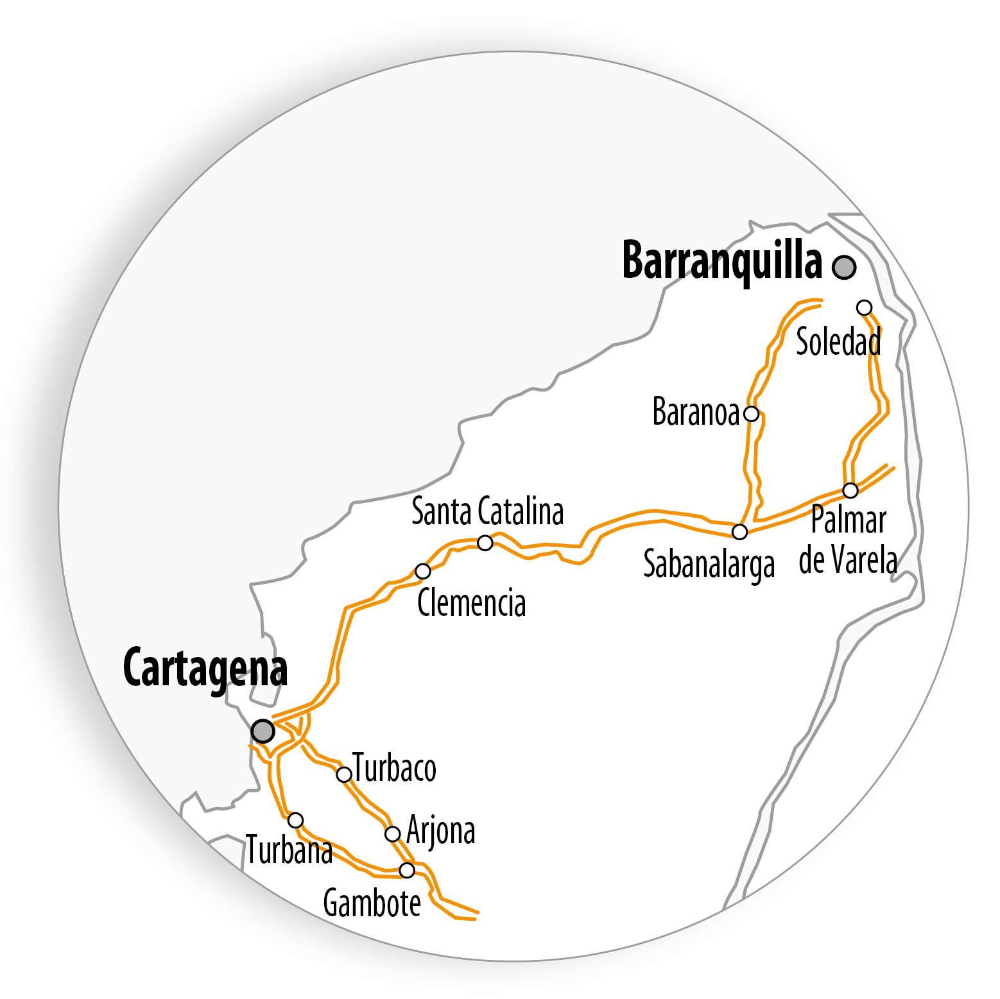 Barranquilla
Soledad
Baranoa
Santa Catalina
Palmar
de Varela
Sabanalarga
Clemencia
Cartagena
Turbaco
Arjona
Turbana
Gambote